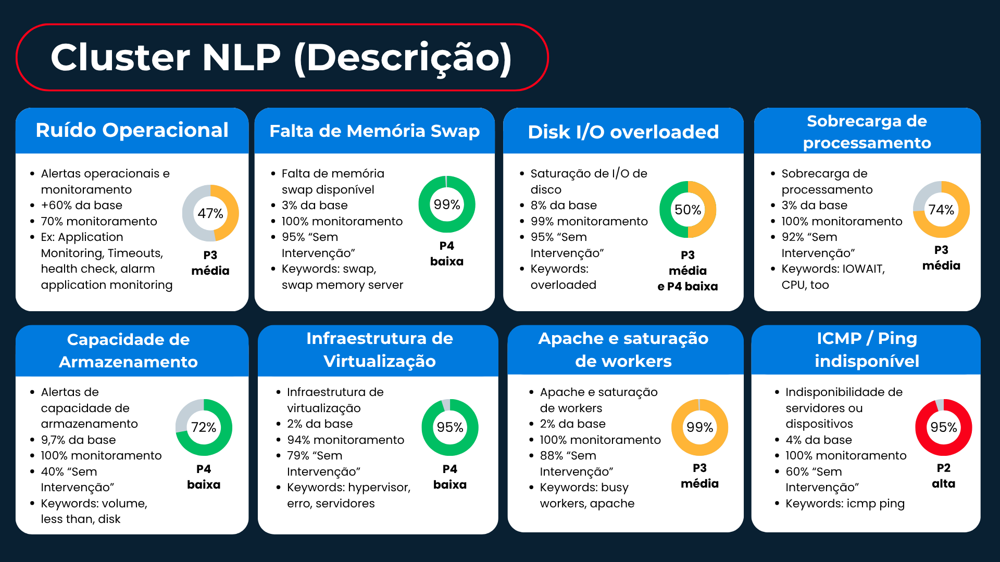 Cluster NLP (Descrição)
Ruído Operacional
Alertas operacionais e
monitoramento
+60% da base
70% monitoramento
Ex: Application
Monitoring, Timeouts,
health check, alarm
application monitoring
47%
P3
média
Falta de Memória Swap
Falta de memória
swap disponível
3% da base
100% monitoramento
95% “Sem
Intervenção”
Keywords: swap,
swap memory server
99%
P4
baixa
Disk I/O overloaded
Saturação de I/O de
disco
8% da base
99% monitoramento
95% “Sem
Intervenção”
Keywords:
overloaded
50%
P3
média
e P4 baixa
Sobrecarga de
processamento
Sobrecarga de
processamento
3% da base
100% monitoramento
92% “Sem
Intervenção”
Keywords: IOWAIT,
CPU, too
74%
P3
média
Capacidade de
Armazenamento
Alertas de
capacidade de
armazenamento
9,7% da base
100% monitoramento
40% “Sem
Intervenção”
Keywords: volume,
less than, disk
72%
P4
baixa
Infraestrutura de
Virtualização
Infraestrutura de
virtualização
2% da base
94% monitoramento
79% “Sem
Intervenção”
Keywords: hypervisor,
erro, servidores
95%
P4
baixa
Apache e saturação
de workers
Apache e saturação
de workers
2% da base
100% monitoramento
88% “Sem
Intervenção”
Keywords: busy
workers, apache
99%
P3
média
ICMP / Ping
indisponível
Indisponibilidade de
servidores ou
dispositivos
4% da base
100% monitoramento
60% “Sem
Intervenção”
Keywords: icmp ping
95%
P2
alta